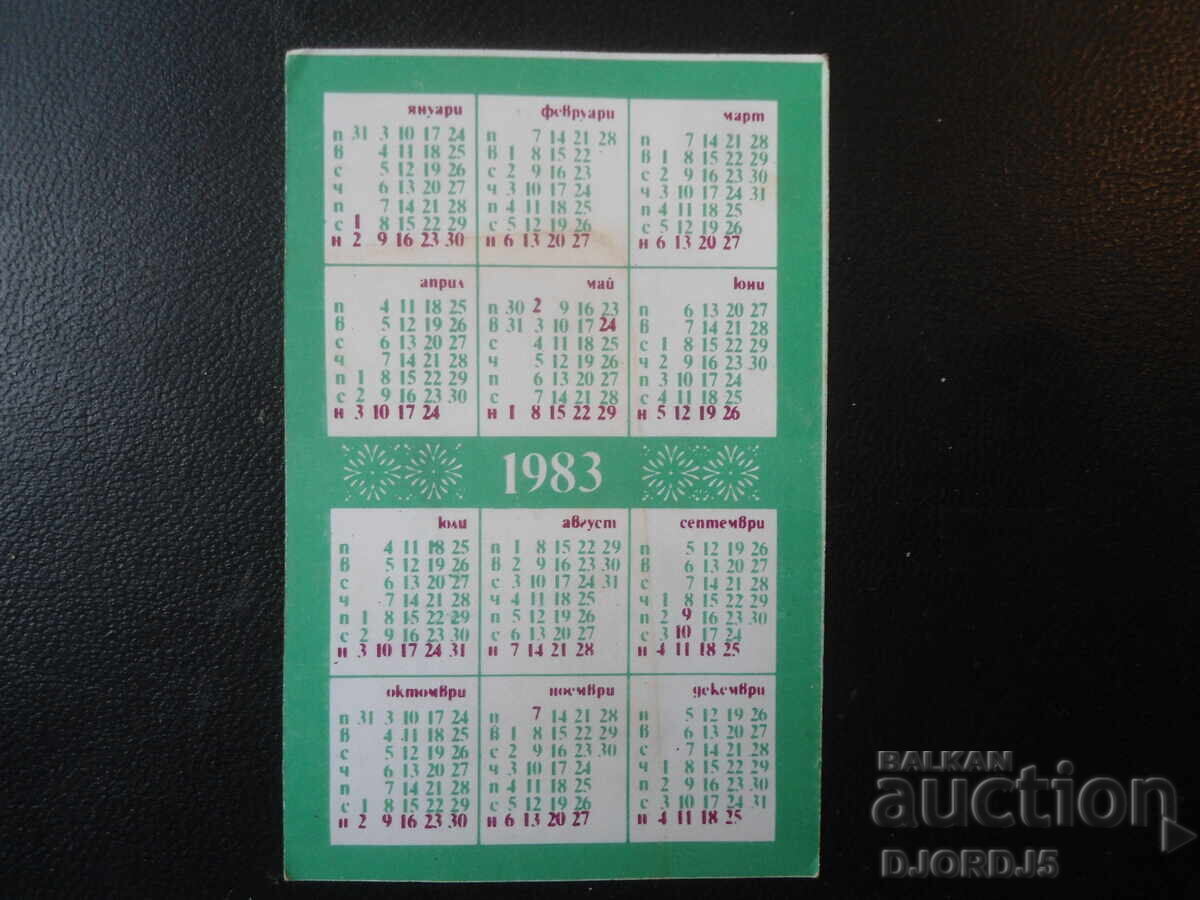 януари
п 31 3 10 17 24
в 4 11 18 25
с 5 12 19 26
ч 6 13 20 27
п 7 14 21 28
с 1 8 15 22 29
н 2 9 16 23 30
февруари
п 7 14 21 28
в 1 8 15 22
с 2 9 16 23
ч 3 10 17 24
п 4 11 18 25
с 5 12 19 26
н 6 13 20 27
март
п 7 14 21 28
в 1 8 15 22 29
с 2 9 16 23 30
ч 3 10 17 24 31
п 4 11 18 25
с 5 12 19 26
н 6 13 20 27
април
п 4 11 18 25
в 5 12 19 26
с 6 13 20 27
ч 7 14 21 28
п 1 8 15 22 29
с 2 9 16 23 30
н 3 10 17 24
май
п 30 2 9 16 23
в 31 3 10 17 24
с 4 11 18 25
ч 5 12 19 26
п 6 13 20 27
с 7 14 21 28
н 1 8 15 22 29
юни
п 6 13 20 27
в 7 14 21 28
с 1 8 15 22 29
ч 2 9 16 23 30
п 3 10 17 24
с 4 11 18 25
н 5 12 19 26
1983
юли
п 4 11 18 25
в 5 12 19 26
с 6 13 20 27
ч 7 14 21 28
п 1 8 15 22 29
с 2 9 16 23 30
н 3 10 17 24 31
август
п 1 8 15 22 29
в 2 9 16 23 30
с 3 10 17 24 31
ч 4 11 18 25
п 5 12 19 26
с 6 13 20 27
н 7 14 21 28
септември
п 5 12 19 26
в 6 13 20 27
с 7 14 21 28
ч 1 8 15 22 29
п 2 9 16 23 30
с 3 10 17 24
н 4 11 18 25
октомври
п 31 3 10 17 24
в 4 11 18 25
с 5 12 19 26
ч 6 13 20 27
п 7 14 21 28
с 1 8 15 22 29
н 2 9 16 23 30
ноември
п 7 14 21 28
в 1 8 15 22 29
с 2 9 16 23 30
ч 3 10 17 24
п 4 11 18 25
с 5 12 19 26
н 6 13 20 27
декември
п 5 12 19 26
в 6 13 20 27
с 7 14 21 28
ч 1 8 15 22 29
п 2 9 16 23 30
с 3 10 17 24 31
н 4 11 18 25
BALKAN
auction
DJORDJ5